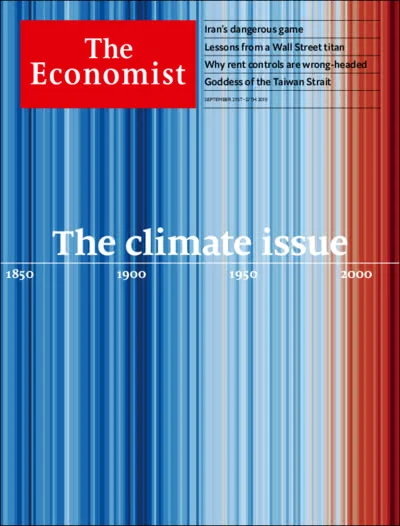 The
Economist
Iran's dangerous game
Lessons from a Wall Street titan
Why rent controls are wrong-headed
Goddess of the Taiwan Strait
SEPTEMBER 21ST–27TH 2019
The climate issue
1850 1900 1950 2000